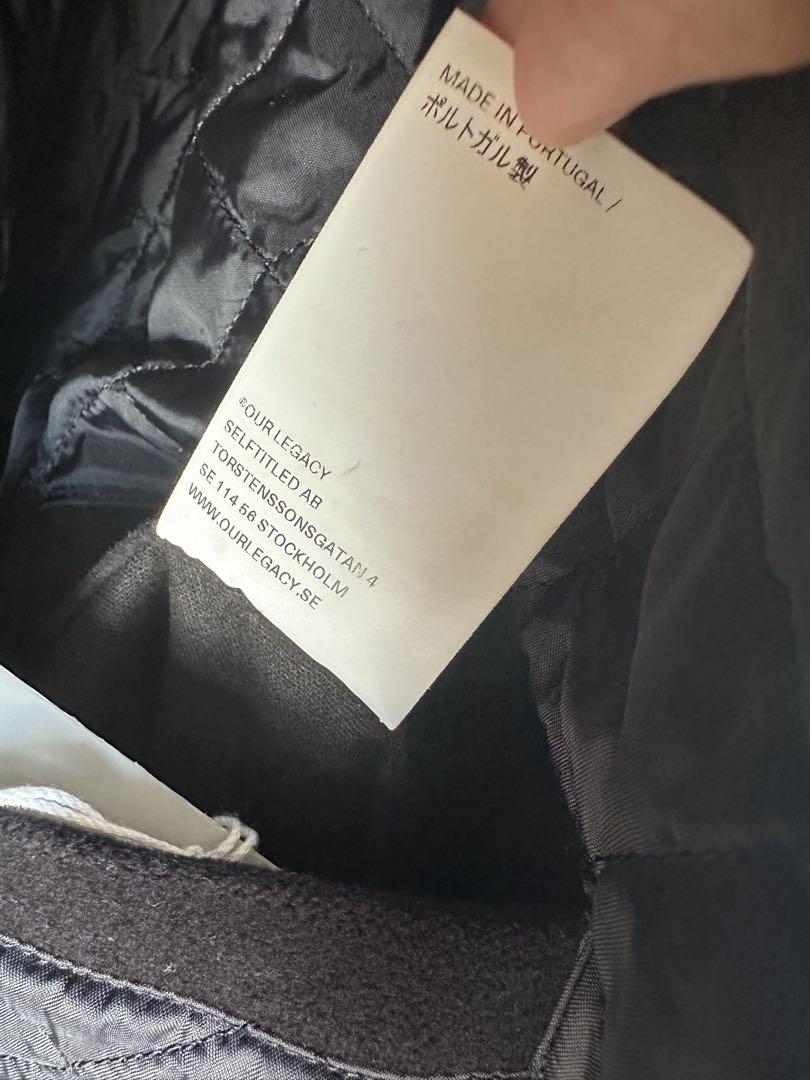 MADE IN PORTUGAL /
ポルトガル製
©OUR LEGACY
SELFTITLED AB
TORSTENSSONSGATAN 4
SE 114 56 STOCKHOLM
WWW.OURLEGACY.SE